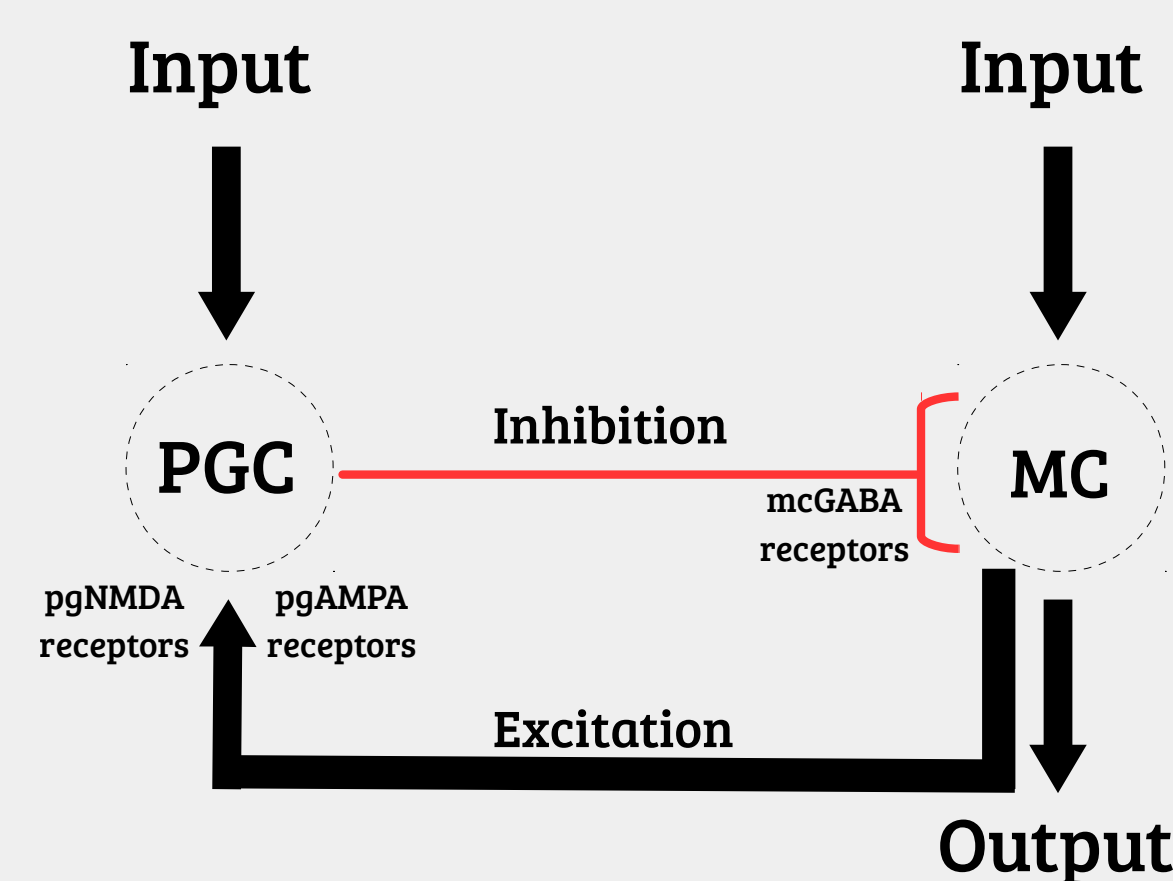 Input
Input
Inhibition
PGC
MC
mcGABA
receptors
pgNMDA
receptors
pgAMPA
receptors
Excitation
Output